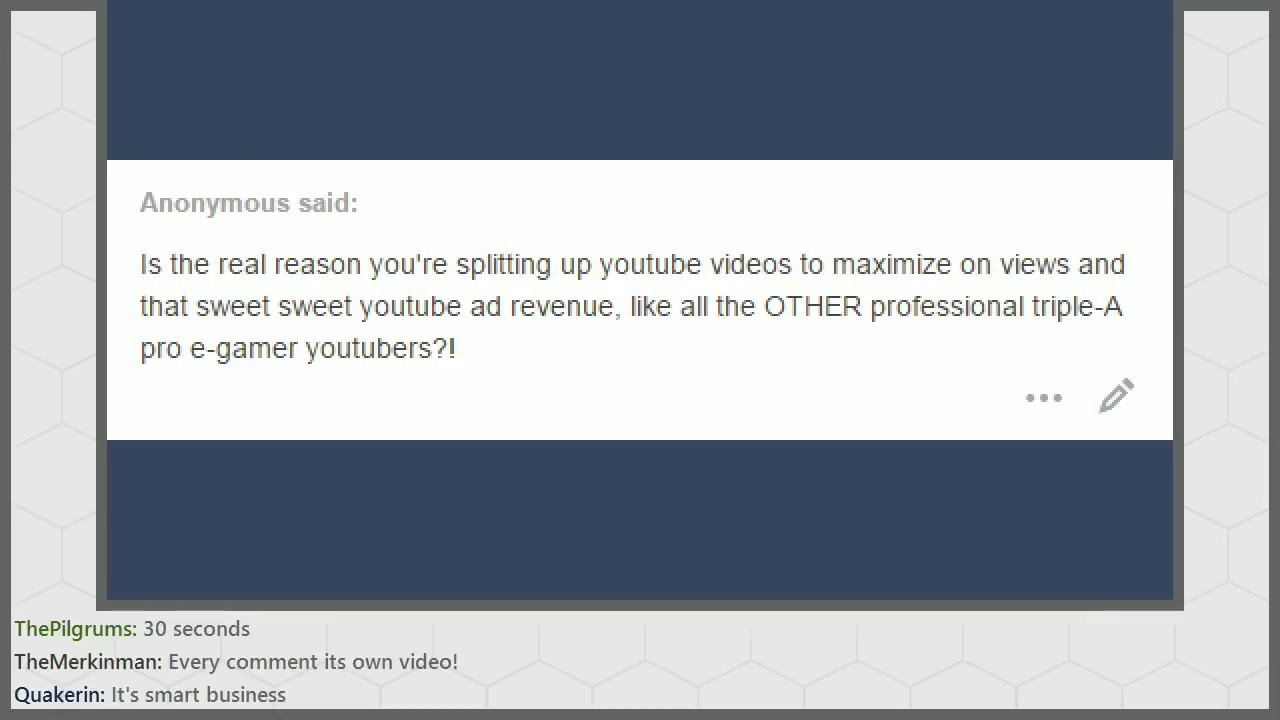 Anonymous said:
Is the real reason you're splitting up youtube videos to maximize on views and
that sweet sweet youtube ad revenue, like all the OTHER professional triple-A
pro e-gamer youtubers?!
ThePilgrums: 30 seconds
TheMerkinman: Every comment its own video!
Quakerin: It's smart business